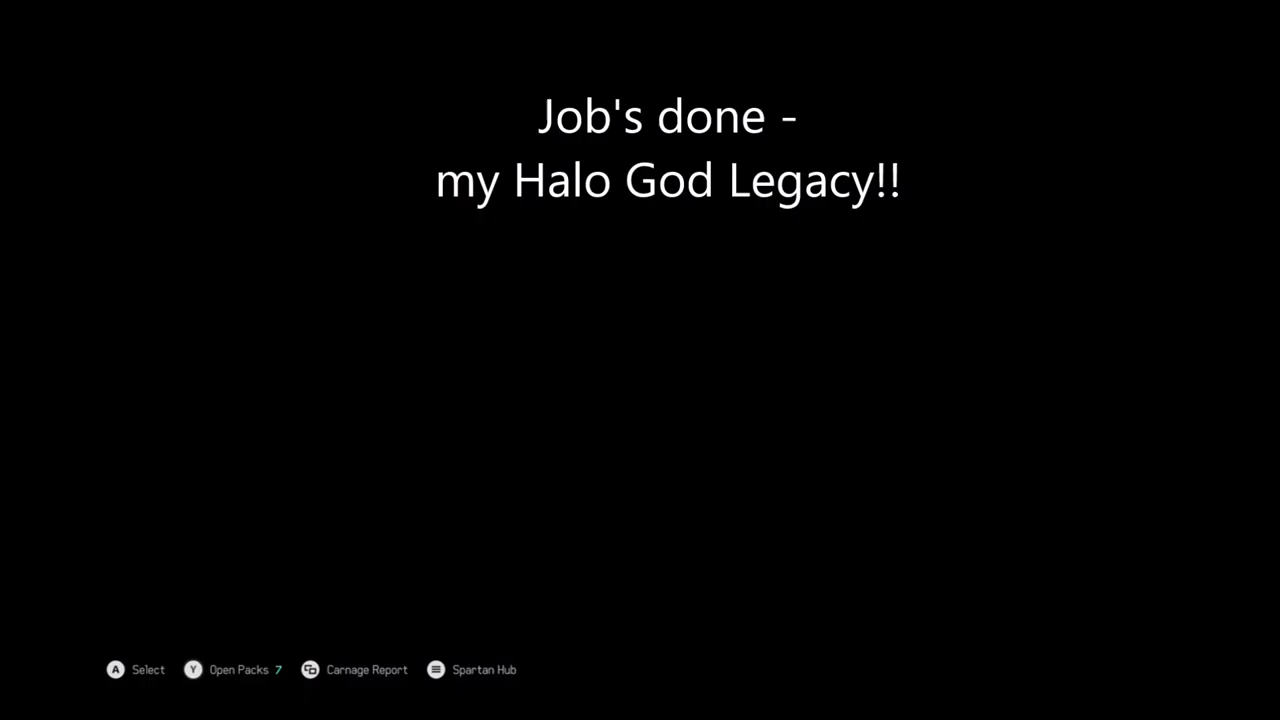 Job's done -
my Halo God Legacy!!
A Select Y Open Packs 7 Carnage Report Spartan Hub